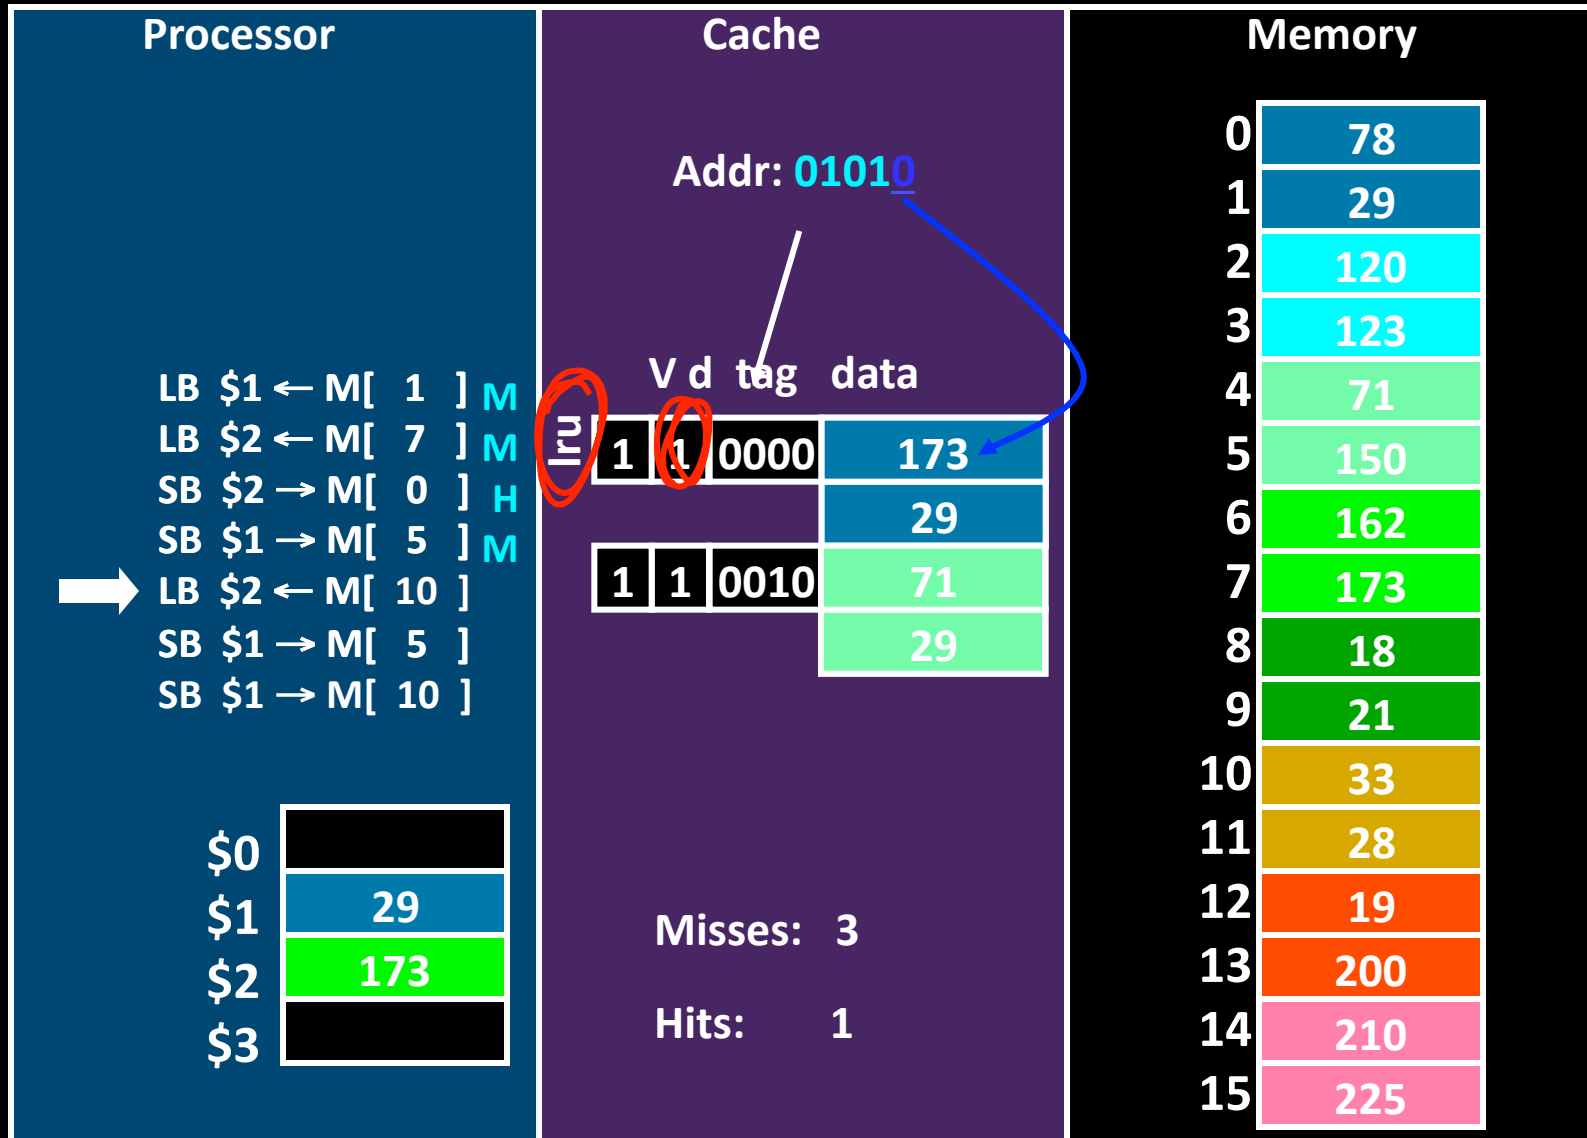 Processor
LB $1 ← M[ 1 ] M
LB $2 ← M[ 7 ] M
SB $2 → M[ 0 ] H
SB $1 → M[ 5 ] M
LB $2 ← M[ 10 ]
SB $1 → M[ 5 ]
SB $1 → M[ 10 ]
$0
$1 29
$2 173
$3
Cache
Addr: 01010
V d tag data
lru 1 1 0000 173
29
1 1 0010 71
29
Misses: 3
Hits: 1
Memory
0 78
1 29
2 120
3 123
4 71
5 150
6 162
7 173
8 18
9 21
10 33
11 28
12 19
13 200
14 210
15 225